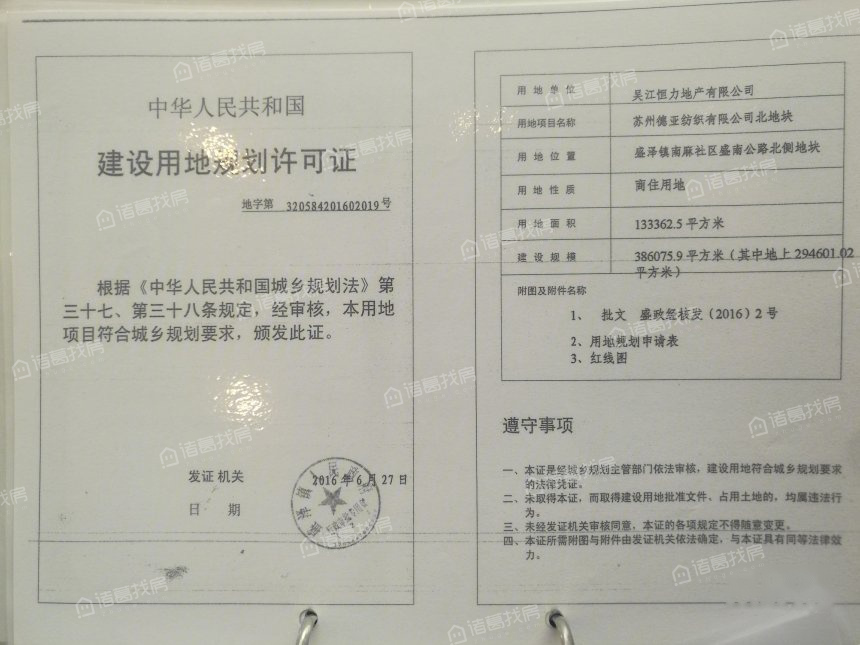 中华人民共和国
建设用地规划许可证
地字第 320584201602019号
根据《中华人民共和国城乡规划法》第
三十七、第三十八条规定，经审核，本用地
项目符合城乡规划要求，颁发此证。
发证机关
2016年6月27日
日期
用地单位 吴江恒力地产有限公司
用地项目名称 苏州德亚纺织有限公司北地块
用地位置 盛泽镇南麻社区盛南公路北侧地块
用地性质 商住用地
用地面积 133362.5平方米
建设规模 386075.9平方米（其中地上294601.02
平方米）
附图及附件名称
1、 批文 盛政经核发（2016）2号
2、用地规划申请表
3、红线图
遵守事项
一、本证是经城乡规划主管部门依法审核，建设用地符合城乡规划要求
的法律凭证。
二、未取得本证，而取得建设用地批准文件、占用土地的，均属违法行
为。
三、未经发证机关审核同意，本证的各项规定不得随意变更。
四、本证所需附图与附件由发证机关依法确定，与本证具有同等法律效
力。
诸葛找房